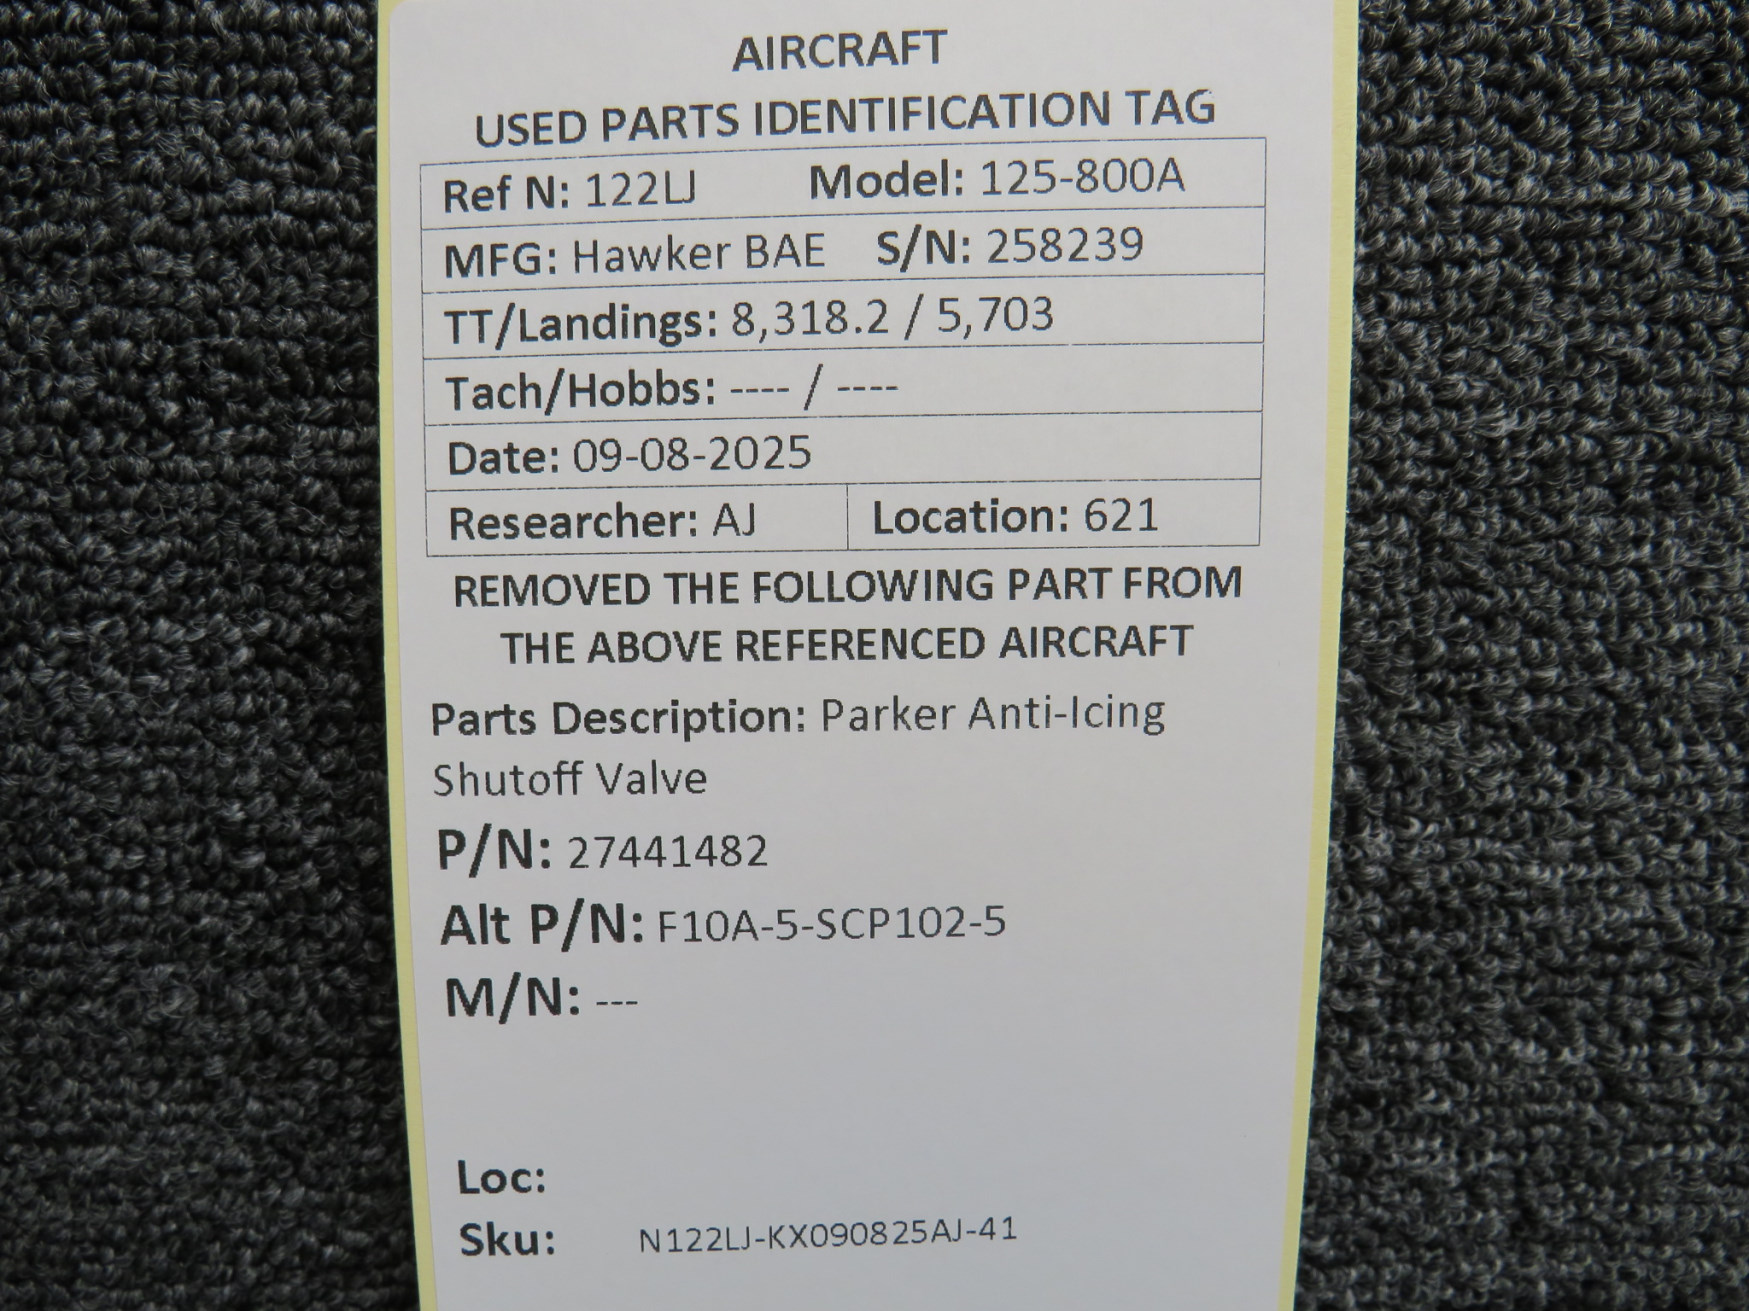 AIRCRAFT
USED PARTS IDENTIFICATION TAG
Ref N: 122LJ Model: 125-800A
MFG: Hawker BAE S/N: 258239
TT/Landings: 8,318.2 / 5,703
Tach/Hobbs: ---- / ----
Date: 09-08-2025
Researcher: AJ Location: 621
REMOVED THE FOLLOWING PART FROM
THE ABOVE REFERENCED AIRCRAFT
Parts Description: Parker Anti-Icing
Shutoff Valve
P/N: 27441482
Alt P/N: F10A-5-SCP102-5
M/N: ---
Loc:
Sku: N122LJ-KX090825AJ-41